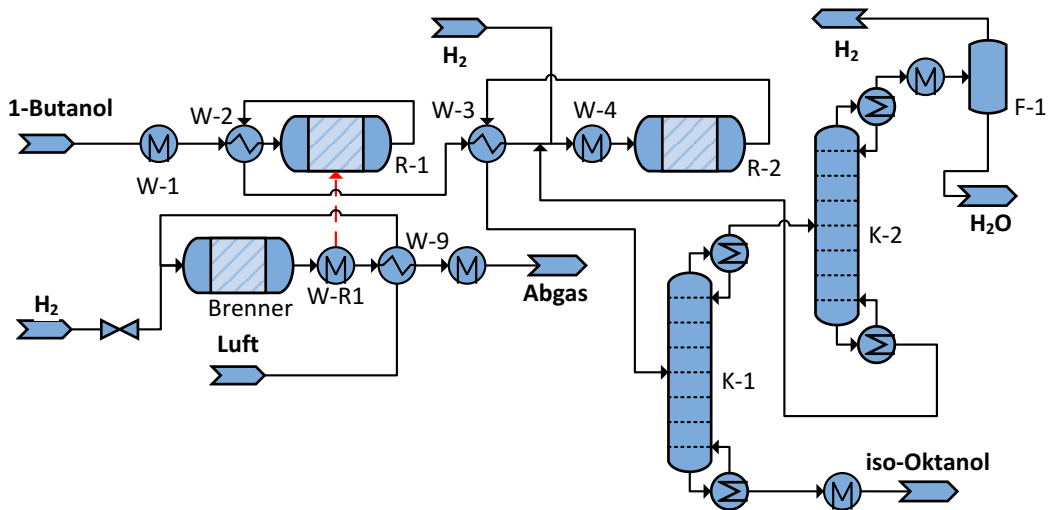 H₂
H₂
1-Butanol
W-2
W-3
W-4
F-1
W-1
R-1
R-2
H₂O
W-9
K-2
Brenner
W-R1
Abgas
H₂
Luft
K-1
iso-Oktanol